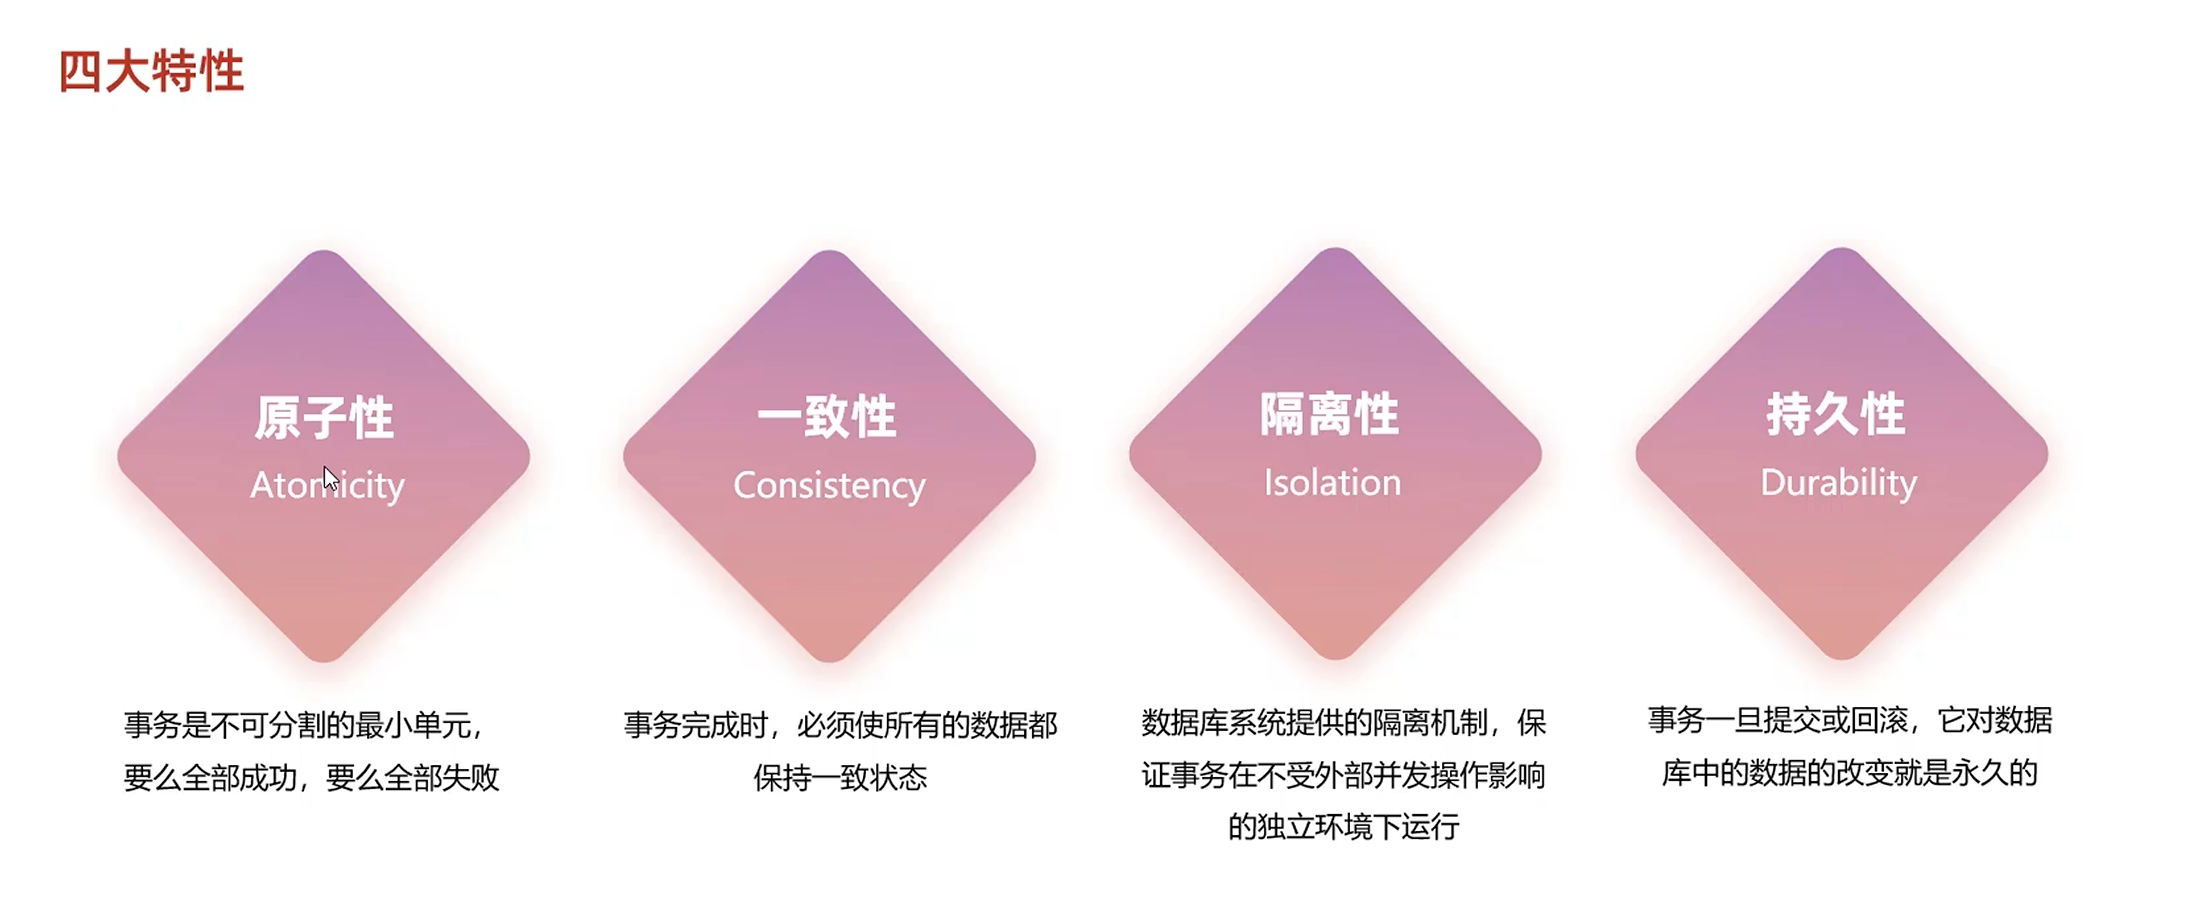 四大特性
原子性
Atomicity
事务是不可分割的最小单元，
要么全部成功，要么全部失败
一致性
Consistency
事务完成时，必须使所有的数据都
保持一致状态
隔离性
Isolation
数据库系统提供的隔离机制，保
证事务在不受外部并发操作影响
的独立环境下运行
持久性
Durability
事务一旦提交或回滚，它对数据
库中的数据的改变就是永久的